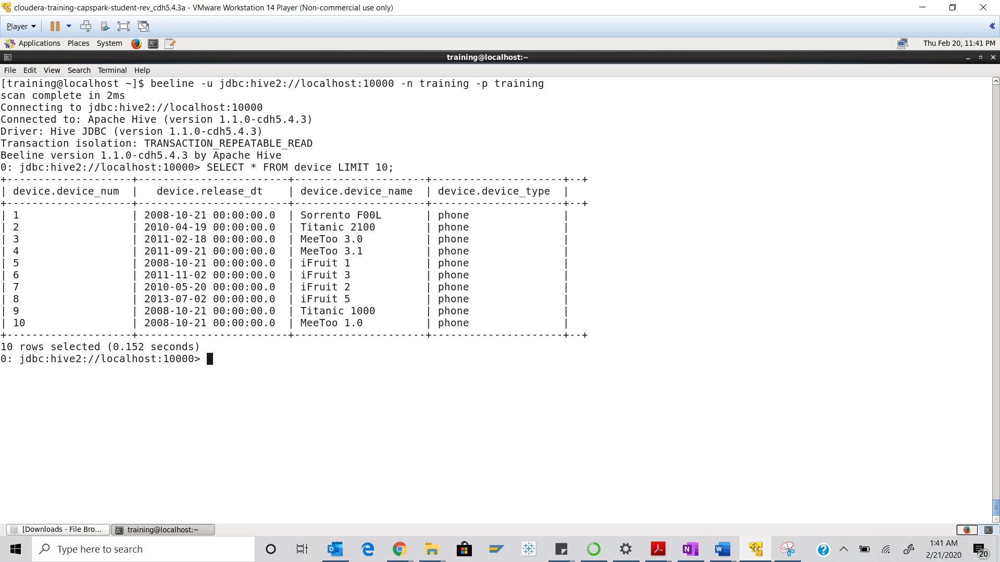 cloudera-training-capspark-student-rev_cdh5.4.3a - VMware Workstation 14 Player (Non-commercial use only)
Player
Applications Places System Thu Feb 20, 11:41 PM
training@localhost:~
File Edit View Search Terminal Help
[training@localhost ~]$ beeline -u jdbc:hive2://localhost:10000 -n training -p training
scan complete in 2ms
Connecting to jdbc:hive2://localhost:10000
Connected to: Apache Hive (version 1.1.0-cdh5.4.3)
Driver: Hive JDBC (version 1.1.0-cdh5.4.3)
Transaction isolation: TRANSACTION_REPEATABLE_READ
Beeline version 1.1.0-cdh5.4.3 by Apache Hive
0: jdbc:hive2://localhost:10000> SELECT * FROM device LIMIT 10;
+--------------------+------------------------+---------------------+---------------------+--+
| device.device_num  |   device.release_dt    | device.device_name  | device.device_type  |
+--------------------+------------------------+---------------------+---------------------+--+
| 1                  | 2008-10-21 00:00:00.0  | Sorrento F00L       | phone               |
| 2                  | 2010-04-19 00:00:00.0  | Titanic 2100        | phone               |
| 3                  | 2011-02-18 00:00:00.0  | MeeToo 3.0          | phone               |
| 4                  | 2011-09-21 00:00:00.0  | MeeToo 3.1          | phone               |
| 5                  | 2008-10-21 00:00:00.0  | iFruit 1            | phone               |
| 6                  | 2011-11-02 00:00:00.0  | iFruit 3            | phone               |
| 7                  | 2010-05-20 00:00:00.0  | iFruit 2            | phone               |
| 8                  | 2013-07-02 00:00:00.0  | iFruit 5            | phone               |
| 9                  | 2008-10-21 00:00:00.0  | Titanic 1000        | phone               |
| 10                 | 2008-10-21 00:00:00.0  | MeeToo 1.0          | phone               |
+--------------------+------------------------+---------------------+---------------------+--+
10 rows selected (0.152 seconds)
0: jdbc:hive2://localhost:10000>
[Downloads - File Bro... training@localhost:~
Type here to search
1:41 AM
2/21/2020
20